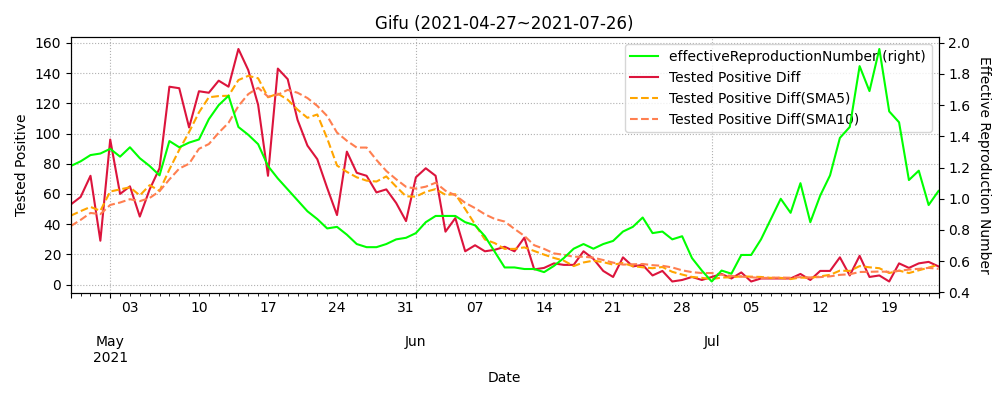 Gifu (2021-04-27~2021-07-26)
effectiveReproductionNumber (right)
Tested Positive Diff
Tested Positive Diff(SMA5)
Tested Positive Diff(SMA10)
Tested Positive
160
140
120
100
80
60
40
20
0
2.0
1.8
1.6
1.4
1.2
1.0
0.8
0.6
0.4
Effective Reproduction Number
03 10 17 24 31 07 14 21 28 05 12 19
May Jun Jul
2021
Date